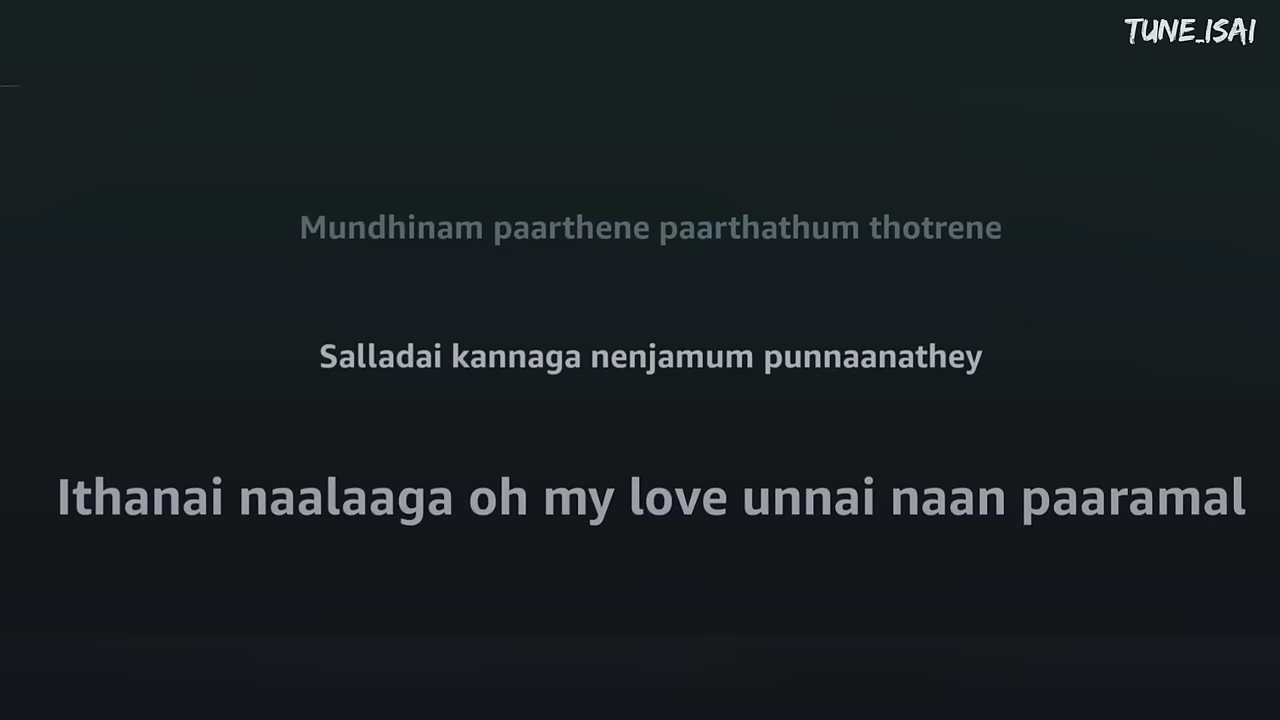 TUNE_ISAI
Mundhinam paarthene paarthathum thotrene
Salladai kannaga nenjamum punnaanathey
Ithanai naalaaga oh my love unnai naan paaramal